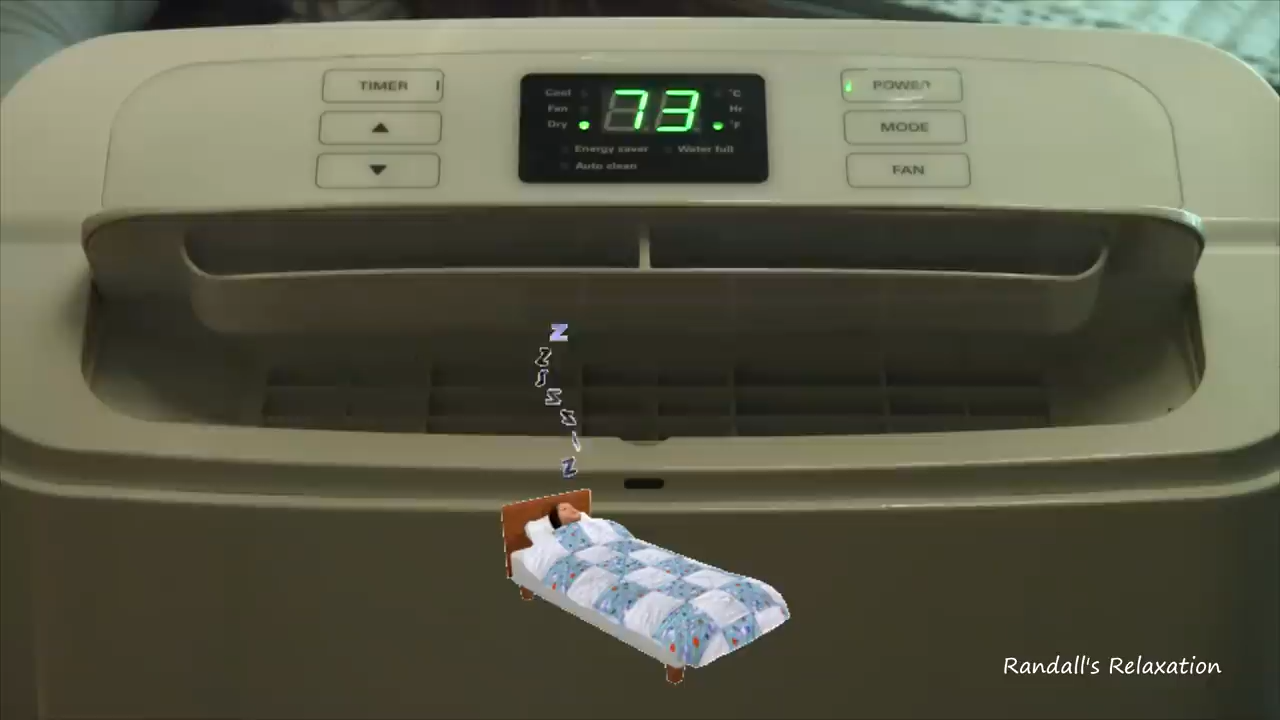 TIMER
▲
▼
Cool
Fan
Dry
73
°C
Hr
°F
Energy saver
Water full
Auto clean
POWER
MODE
FAN
Z
Z
Z
Randall's Relaxation